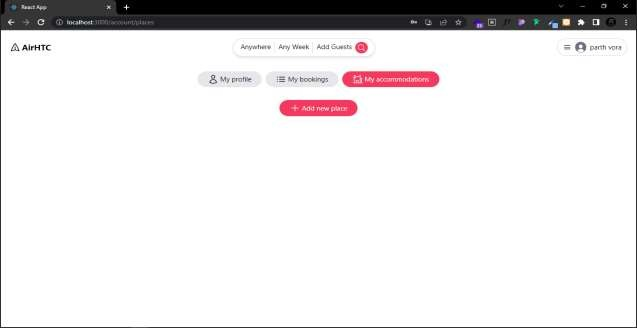 React App
localhost:3000/account/places
AirHTC
Anywhere Any Week Add Guests
parth vora
My profile My bookings My accommodations
Add new place